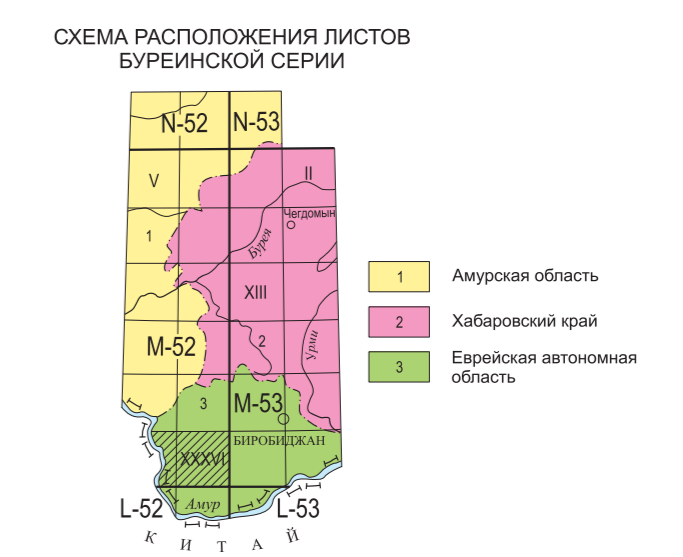 СХЕМА РАСПОЛОЖЕНИЯ ЛИСТОВ
БУРЕИНСКОЙ СЕРИИ
N-52
N-53
V
II
Чегдомын
1
Бурея
XIII
1
Амурская область
2
Хабаровский край
M-52
2
Урми
3
Еврейская автономная
область
3
M-53
БИРОБИДЖАН
XXXVI
L-52
Амур
L-53
КИТАЙ